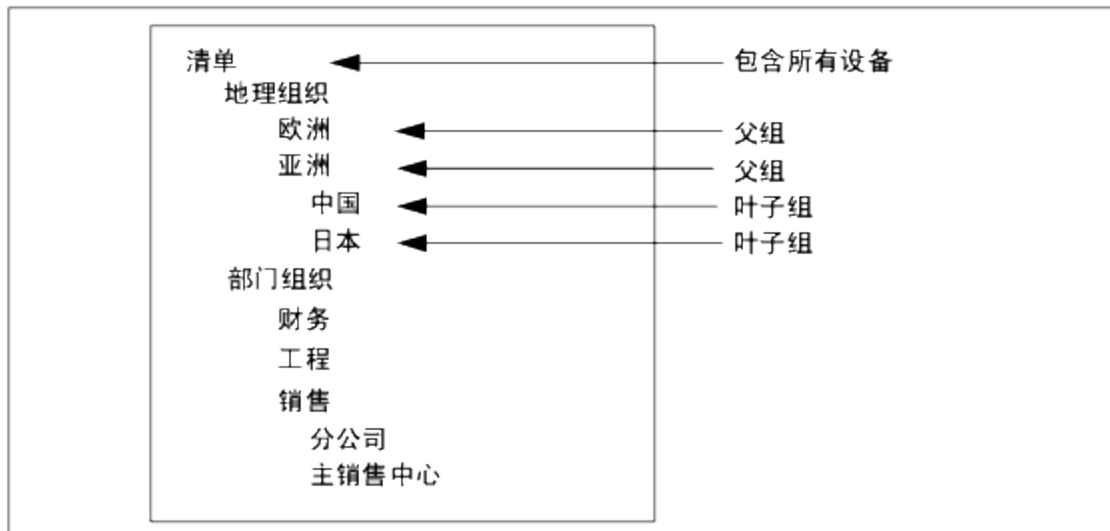 清单 包含所有设备
地理组织
欧洲 父组
亚洲 父组
中国 叶子组
日本 叶子组
部门组织
财务
工程
销售
分公司
主销售中心